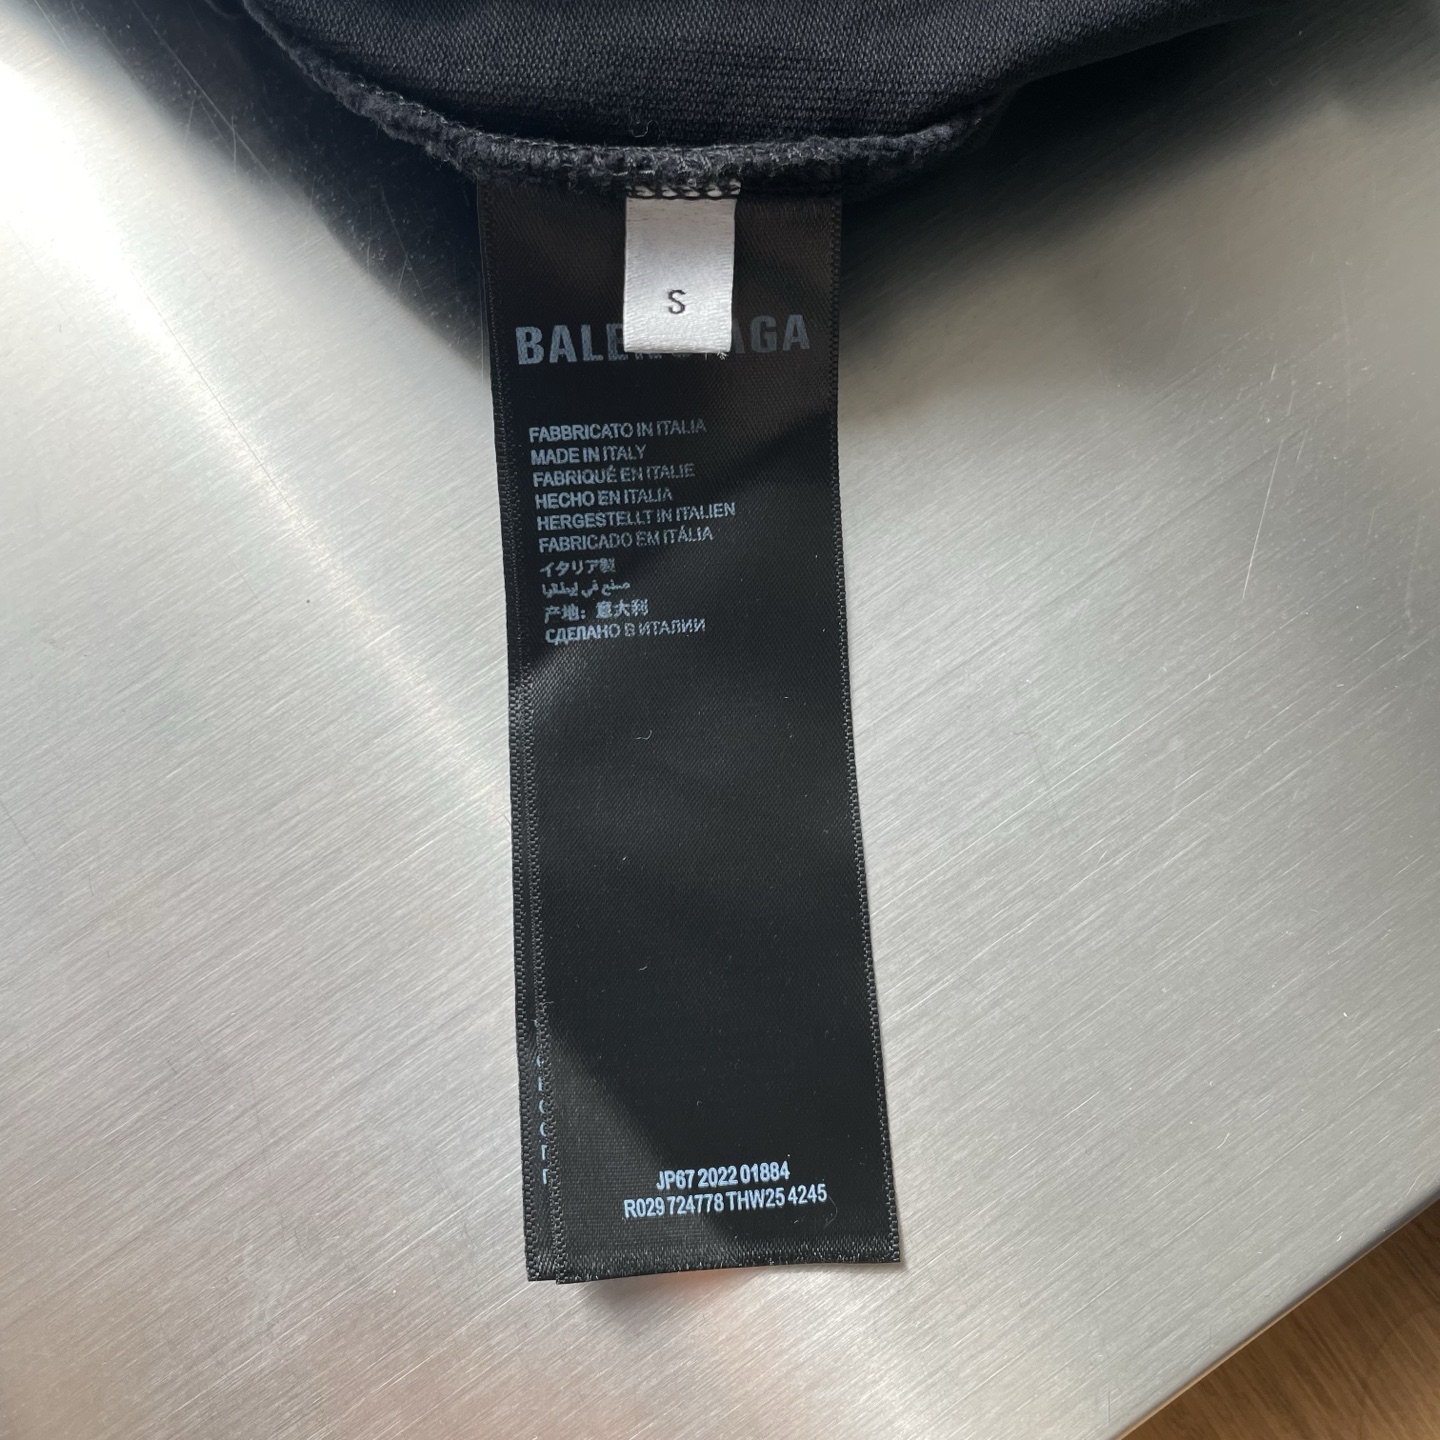 S
BALENCIAGA
FABBRICATO IN ITALIA
MADE IN ITALY
FABRIQUÉ EN ITALIE
HECHO EN ITALIA
HERGESTELLT IN ITALIEN
FABRICADO EM ITÁLIA
イタリア製
صنع في إيطاليا
产地：意大利
СДЕЛАНО В ИТАЛИИ
JP67 2022 01884
R029 724778 THW25 4245